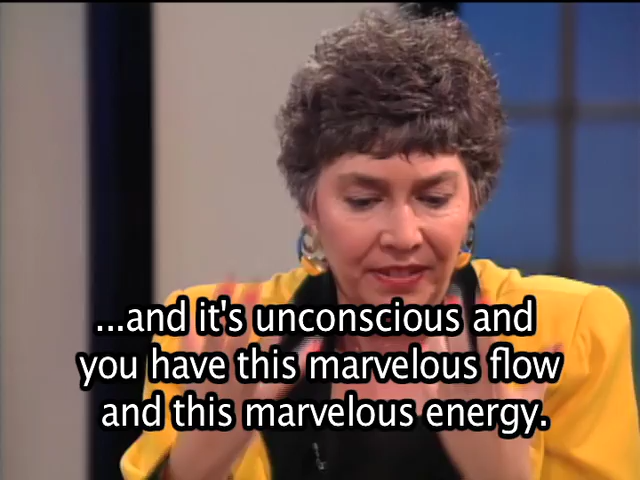 ...and it's unconscious and
you have this marvelous flow
and this marvelous energy.